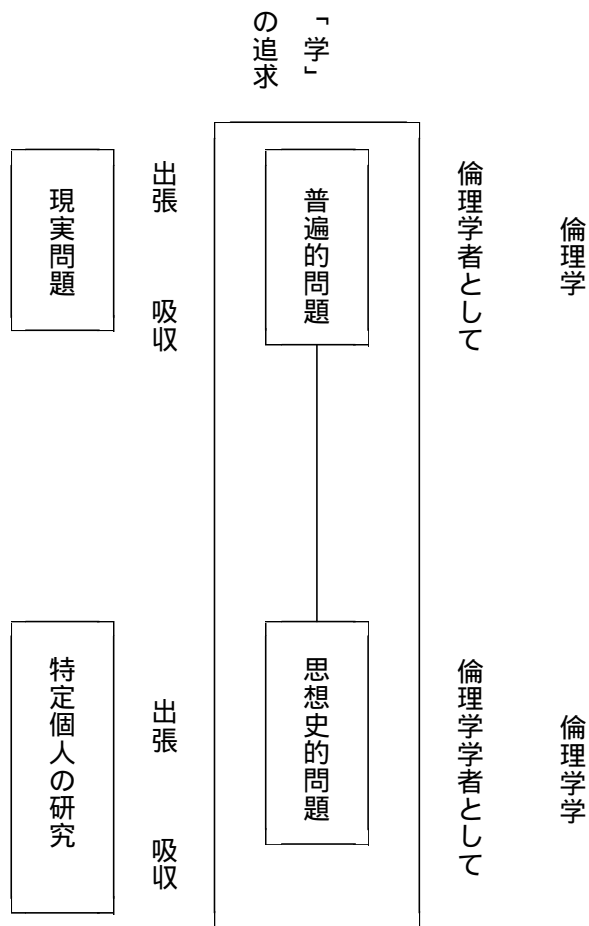 倫理学
倫理学学
倫理学者として
倫理学学者として
「学」
の追求
普遍的問題
思想史的問題
出張
吸収
出張
吸収
現実問題
特定個人の研究